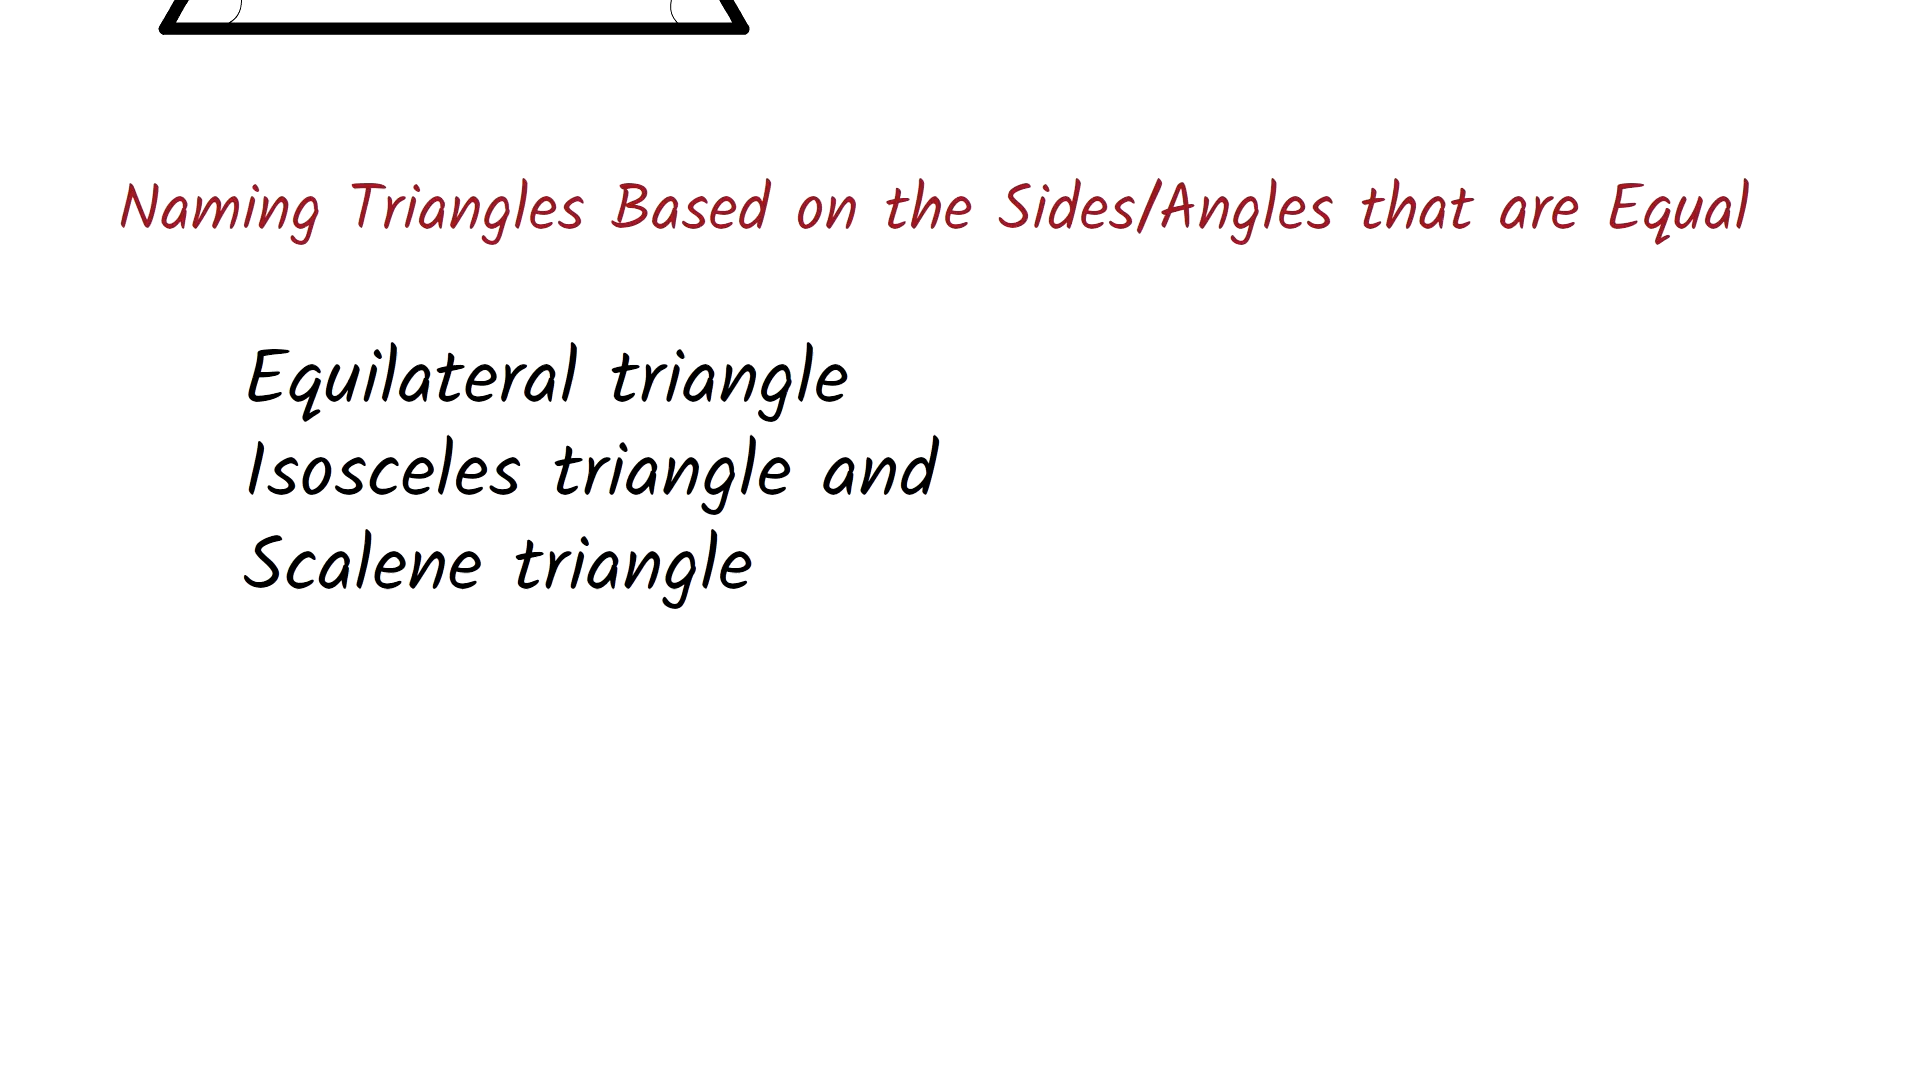 Naming Triangles Based on the Sides/Angles that are Equal
Equilateral triangle
Isosceles triangle and
Scalene triangle